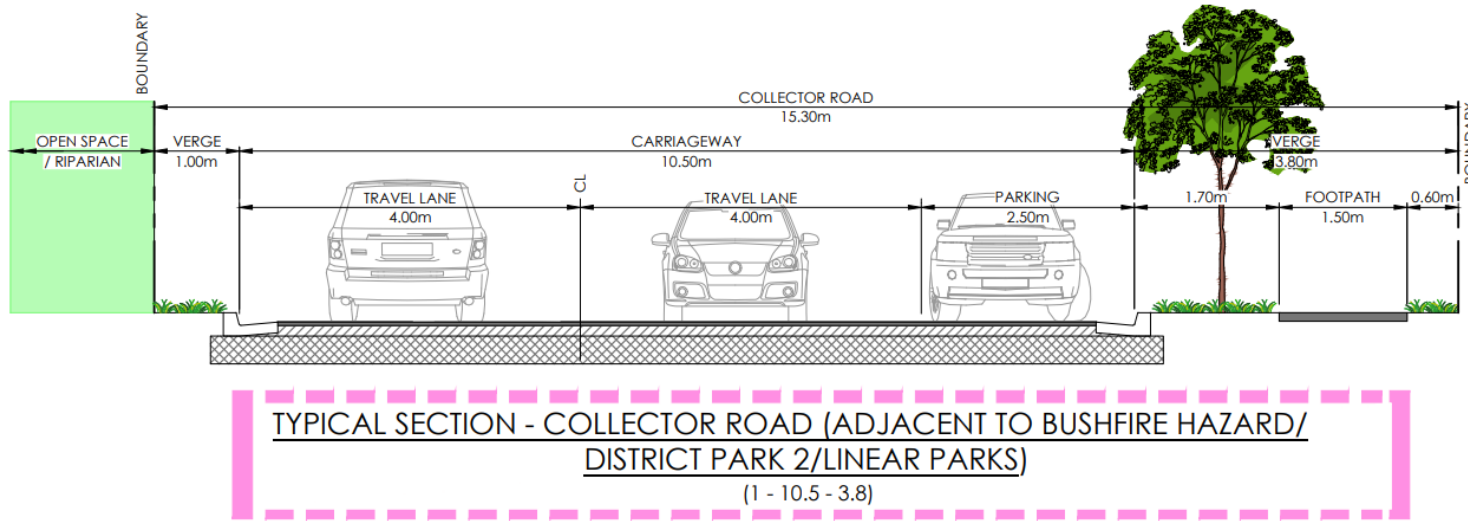 BOUNDARY
COLLECTOR ROAD
15.30m
BOUNDARY
OPEN SPACE
/ RIPARIAN
VERGE
1.00m
CARRIAGEWAY
10.50m
VERGE
3.80m
CL
TRAVEL LANE
4.00m
TRAVEL LANE
4.00m
PARKING
2.50m
1.70m
FOOTPATH
1.50m
0.60m
TYPICAL SECTION - COLLECTOR ROAD (ADJACENT TO BUSHFIRE HAZARD/
DISTRICT PARK 2/LINEAR PARKS)
(1 - 10.5 - 3.8)